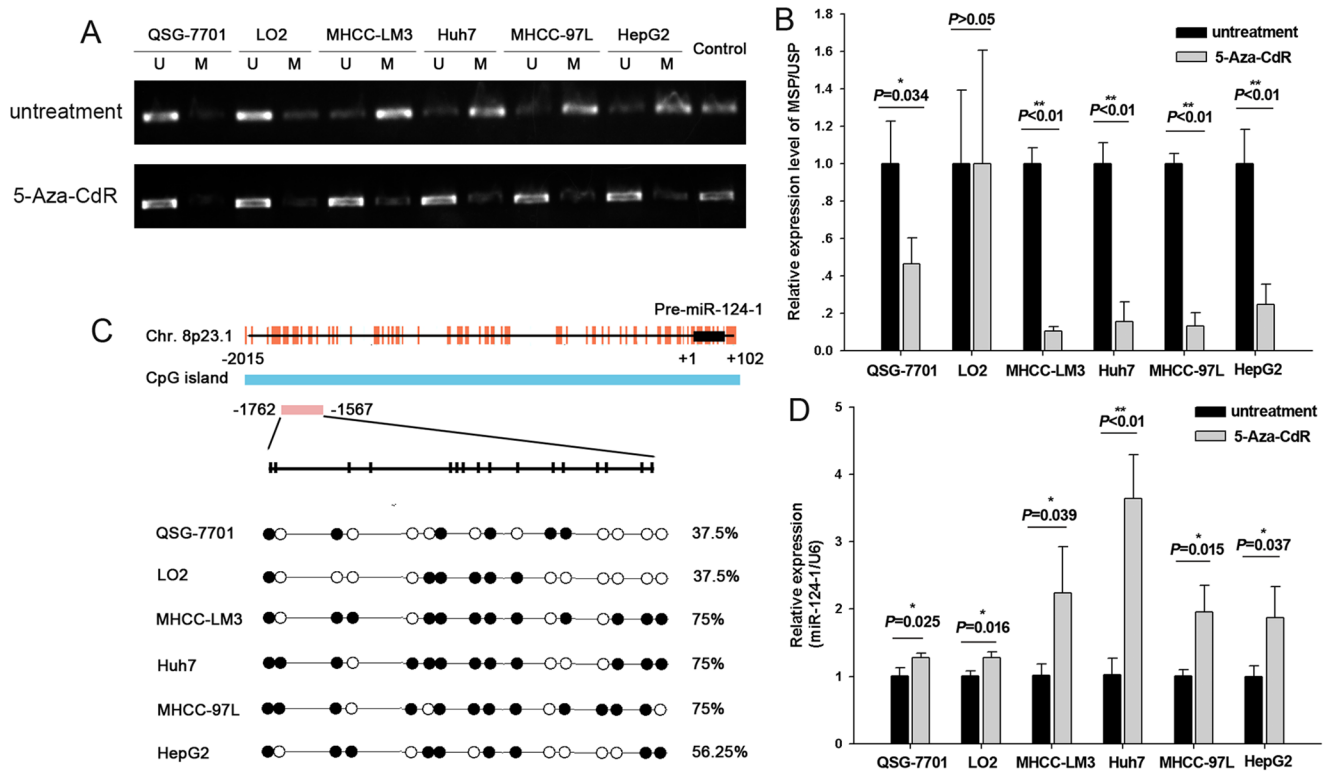 A
QSG-7701 LO2 MHCC-LM3 Huh7 MHCC-97L HepG2 Control
U M U M U M U M U M U M
untreatment
5-Aza-CdR
B
Relative expression level of MSP/USP
1.8
1.6
1.4
1.2
1.0
.8
.6
.4
.2
0.0
untreatment
5-Aza-CdR
*
P=0.034
P>0.05
**
P<0.01
**
P<0.01
**
P<0.01
**
P<0.01
QSG-7701 LO2 MHCC-LM3 Huh7 MHCC-97L HepG2
C
Pre-miR-124-1
Chr. 8p23.1
-2015 +1 +102
CpG island
-1762 -1567
QSG-7701 37.5%
LO2 37.5%
MHCC-LM3 75%
Huh7 75%
MHCC-97L 75%
HepG2 56.25%
D
Relative expression
(miR-124-1/U6)
5
4
3
2
1
0
untreatment
5-Aza-CdR
*
P=0.025
*
P=0.016
*
P=0.039
**
P<0.01
*
P=0.015
*
P=0.037
QSG-7701 LO2 MHCC-LM3 Huh7 MHCC-97L HepG2